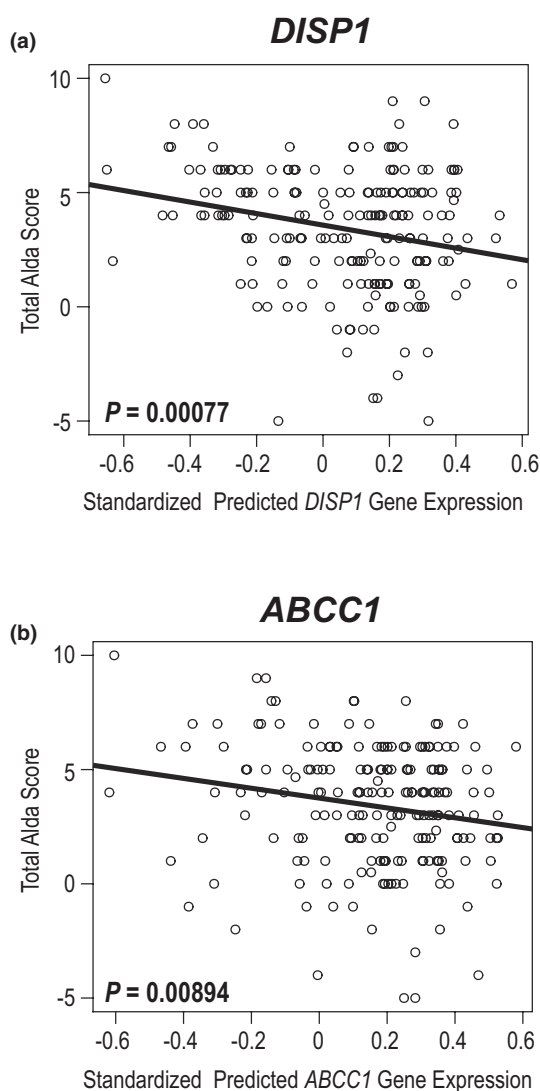 (a)
DISP1
10
5
0
-5
Total Alda Score
P = 0.00077
-0.6 -0.4 -0.2 0 0.2 0.4 0.6
Standardized Predicted DISP1 Gene Expression
(b)
ABCC1
10
5
0
-5
Total Alda Score
P = 0.00894
-0.6 -0.4 -0.2 0 0.2 0.4 0.6
Standardized Predicted ABCC1 Gene Expression